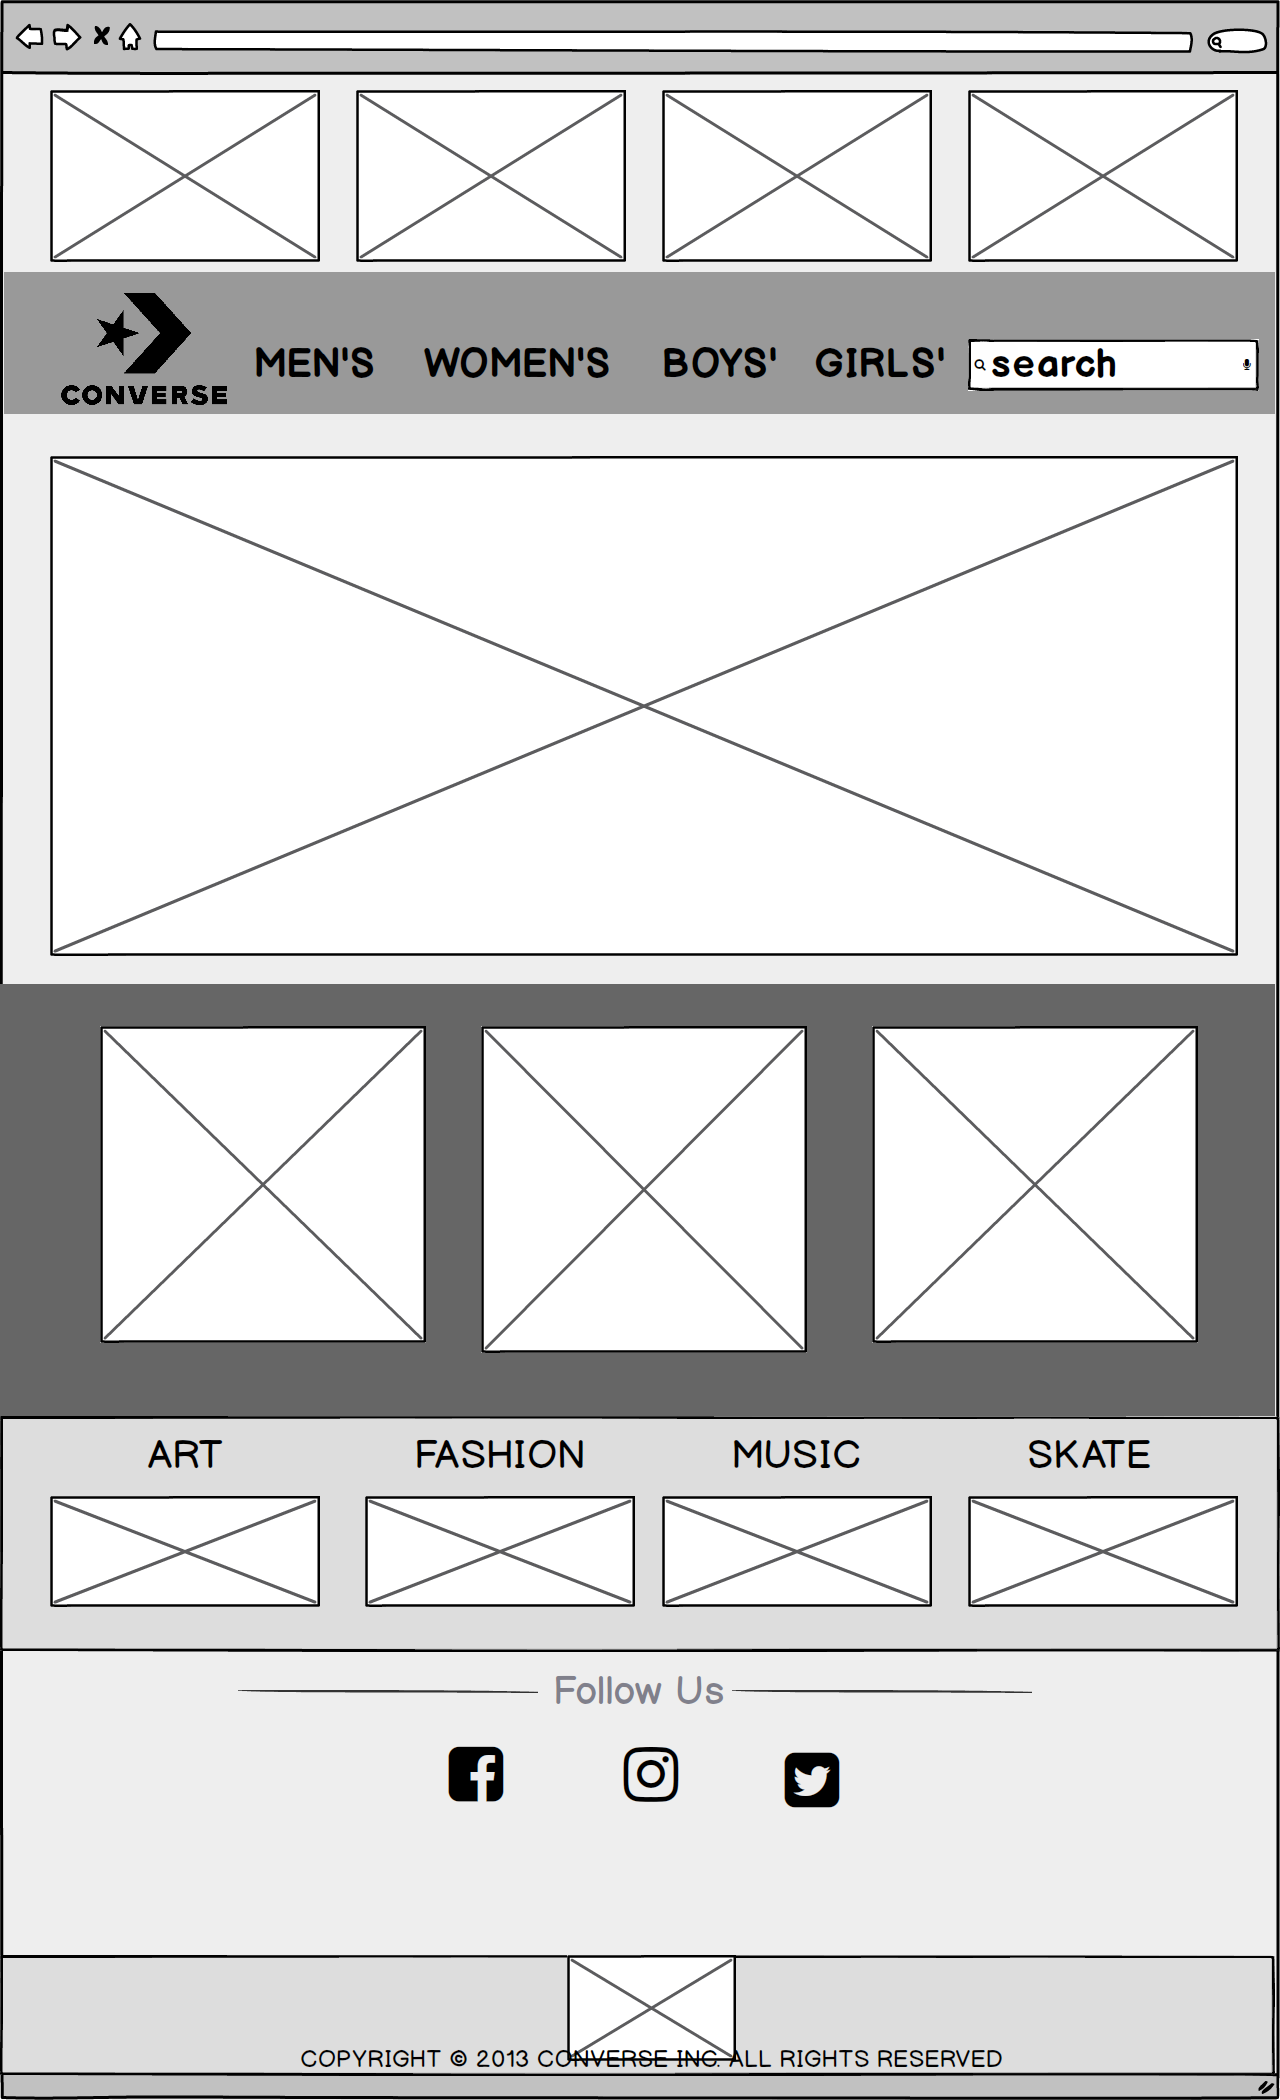 CONVERSE
MEN'S WOMEN'S BOYS' GIRLS' search
ART FASHION MUSIC SKATE
Follow Us
COPYRIGHT © 2013 CONVERSE INC. ALL RIGHTS RESERVED